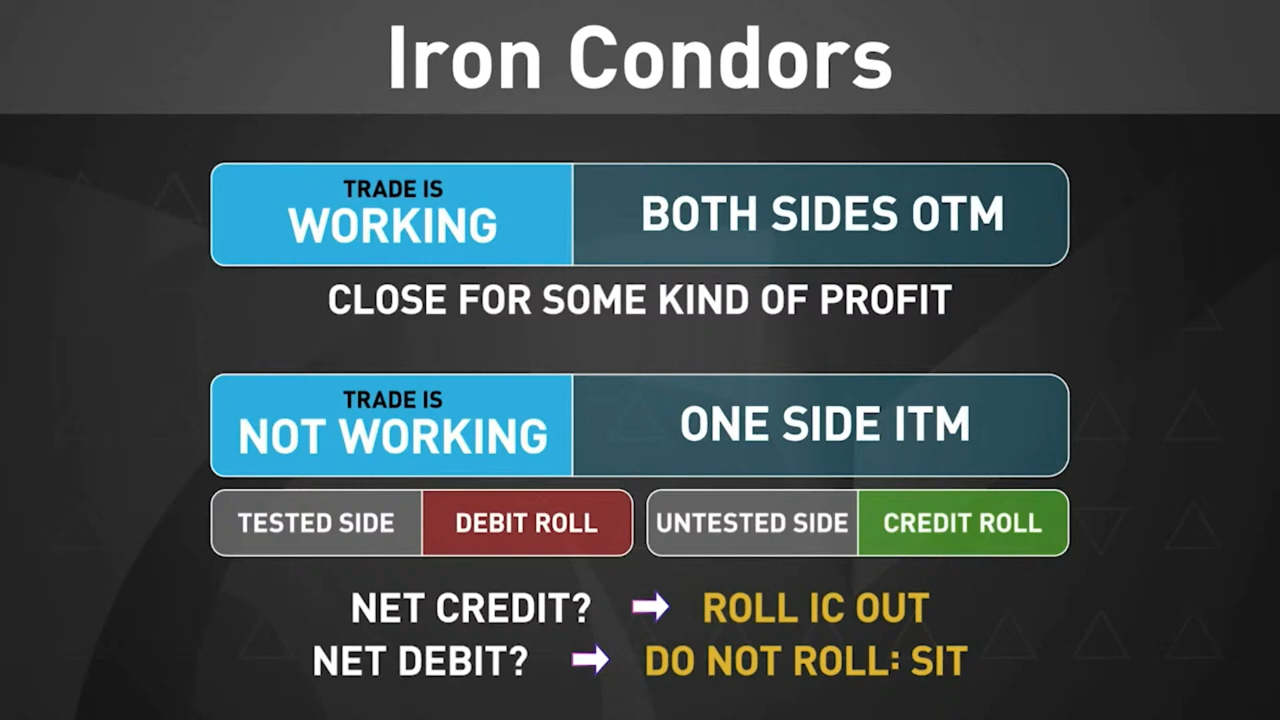 Iron Condors
TRADE IS
WORKING
BOTH SIDES OTM
CLOSE FOR SOME KIND OF PROFIT
TRADE IS
NOT WORKING
ONE SIDE ITM
TESTED SIDE
DEBIT ROLL
UNTESTED SIDE
CREDIT ROLL
NET CREDIT? ➡ ROLL IC OUT
NET DEBIT? ➡ DO NOT ROLL: SIT